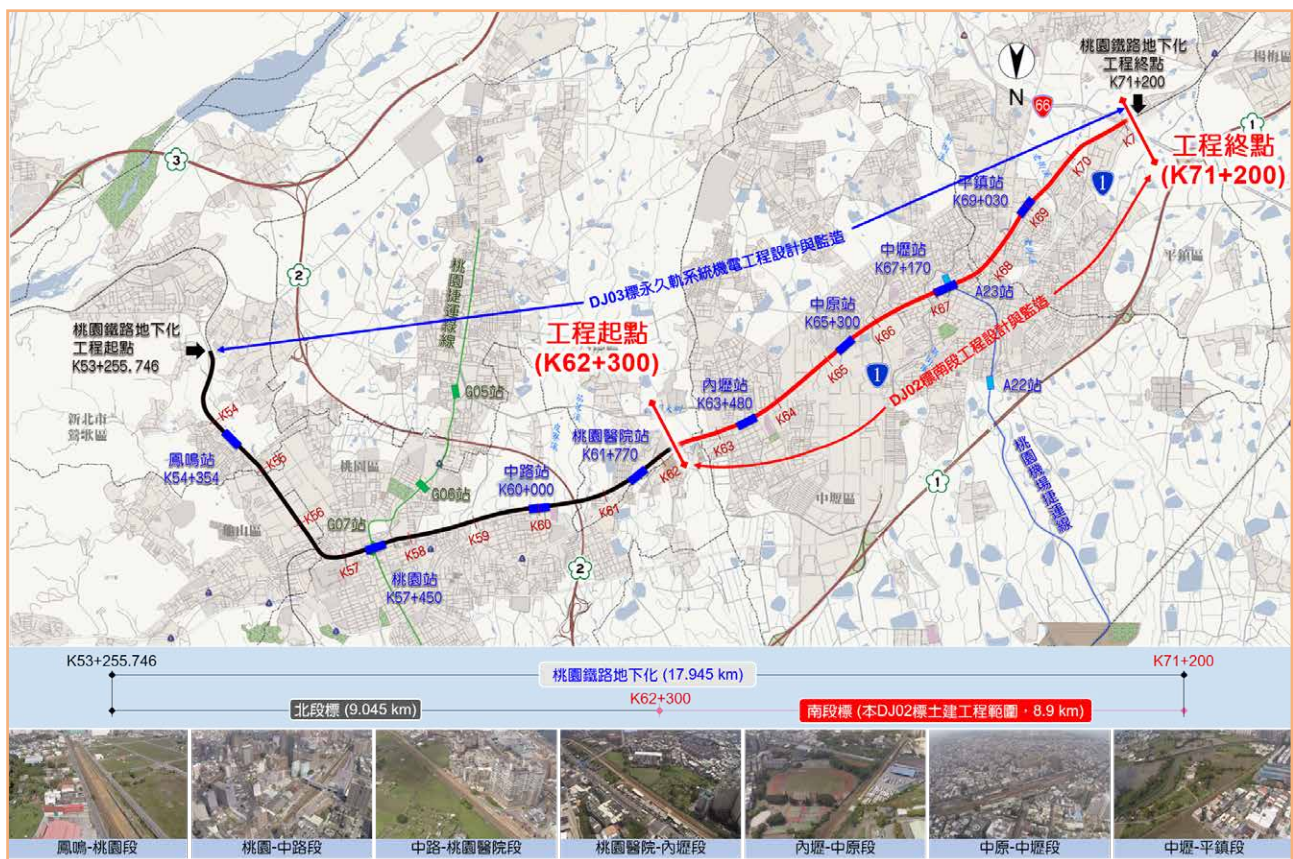 桃園鐵路地下化
工程終點
K71+200
楊梅區
N
66
3
1
工程終點
(K71+200)
K70
平鎮站
K69+030
1
K69
2
DJ03標永久軌系統機電工程設計與監造
中壢站
K67+170
K68
平鎮區
桃園捷運綠線
A23站
K67
桃園鐵路地下化
工程起點
K53+255.746
工程起點
(K62+300)
中原站
K65+300
K66
K65
1
DJ02標南段工程設計與監造
A22站
G05站
內壢站
K63+480
K64
新北市
鶯歌區
K54
K63
桃園醫院站
K61+770
K62
鳳鳴站
K54+354
K55
桃園區
中路站
K60+000
K61
桃園機場捷運線
G06站
中壢區
1
K56
G07站
K60
K59
龜山區
K58
K57
2
桃園站
K57+450
K53+255.746
K71+200
桃園鐵路地下化 (17.945 km)
K62+300
北段標 (9.045 km)
南段標 (本DJ02標土建工程範圍,8.9 km)
鳳鳴-桃園段
桃園-中路段
中路-桃園醫院段
桃園醫院-內壢段
內壢-中原段
中原-中壢段
中壢-平鎮段